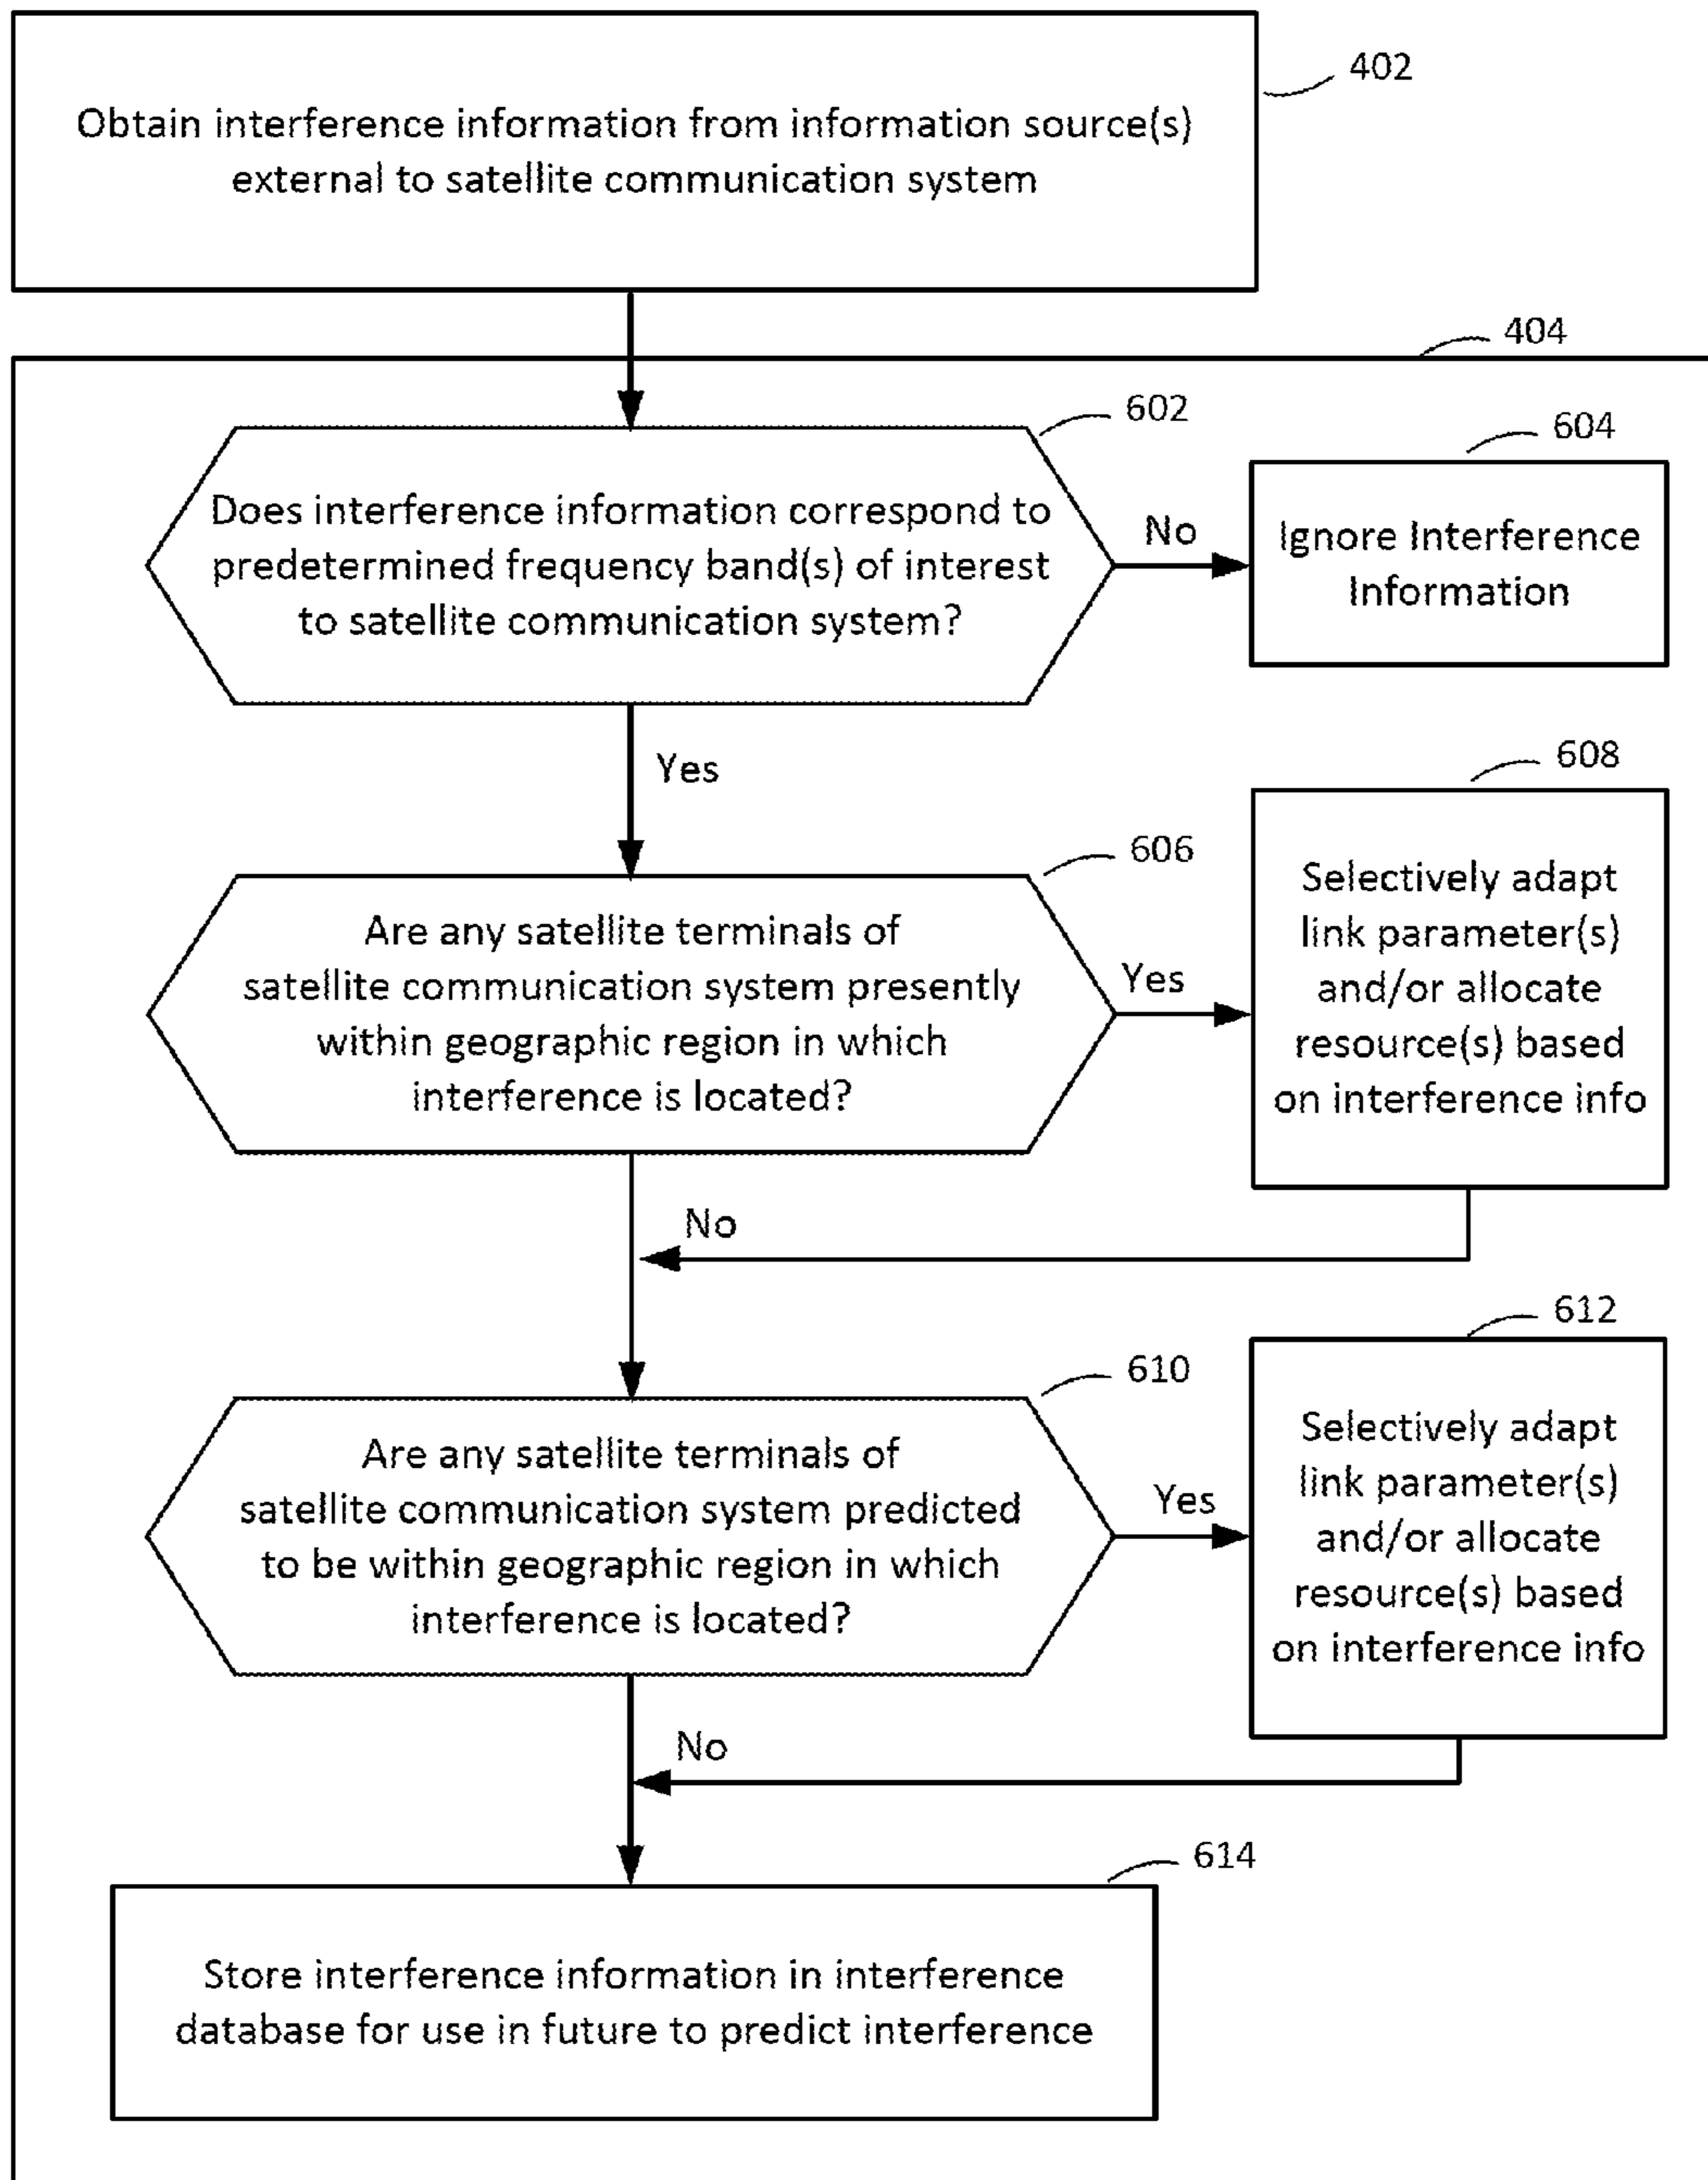 402
Obtain interference information from information source(s)
external to satellite communication system
404
602
Does interference information correspond to
predetermined frequency band(s) of interest
to satellite communication system?
No
604
Ignore Interference
Information
Yes
606
Are any satellite terminals of
satellite communication system presently
within geographic region in which
interference is located?
Yes
608
Selectively adapt
link parameter(s)
and/or allocate
resource(s) based
on interference info
No
610
Are any satellite terminals of
satellite communication system predicted
to be within geographic region in which
interference is located?
Yes
612
Selectively adapt
link parameter(s)
and/or allocate
resource(s) based
on interference info
No
614
Store interference information in interference
database for use in future to predict interference